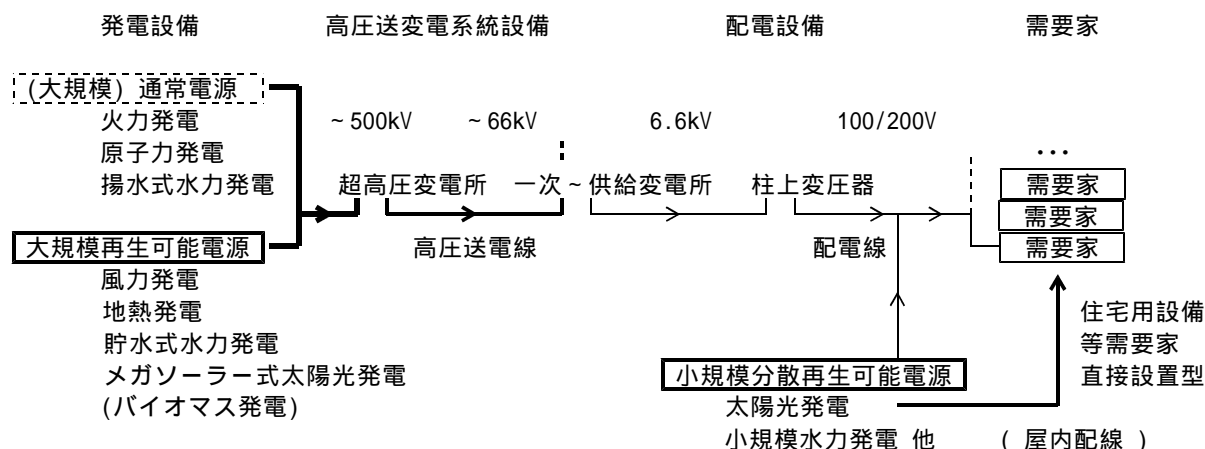 発電設備 高圧送変電系統設備 配電設備 需要家
(大規模) 通常電源
火力発電 ~500kV ~66kV 6.6kV 100/200V
原子力発電 ...
揚水式水力発電 超高圧変電所 一次~供給変電所 柱上変圧器 需要家
需要家
大規模再生可能電源 高圧送電線 配電線 需要家
風力発電
地熱発電 住宅用設備
貯水式水力発電 等需要家
メガソーラー式太陽光発電 小規模分散再生可能電源 直接設置型
(バイオマス発電) 太陽光発電
小規模水力発電 他 ( 屋内配線 )